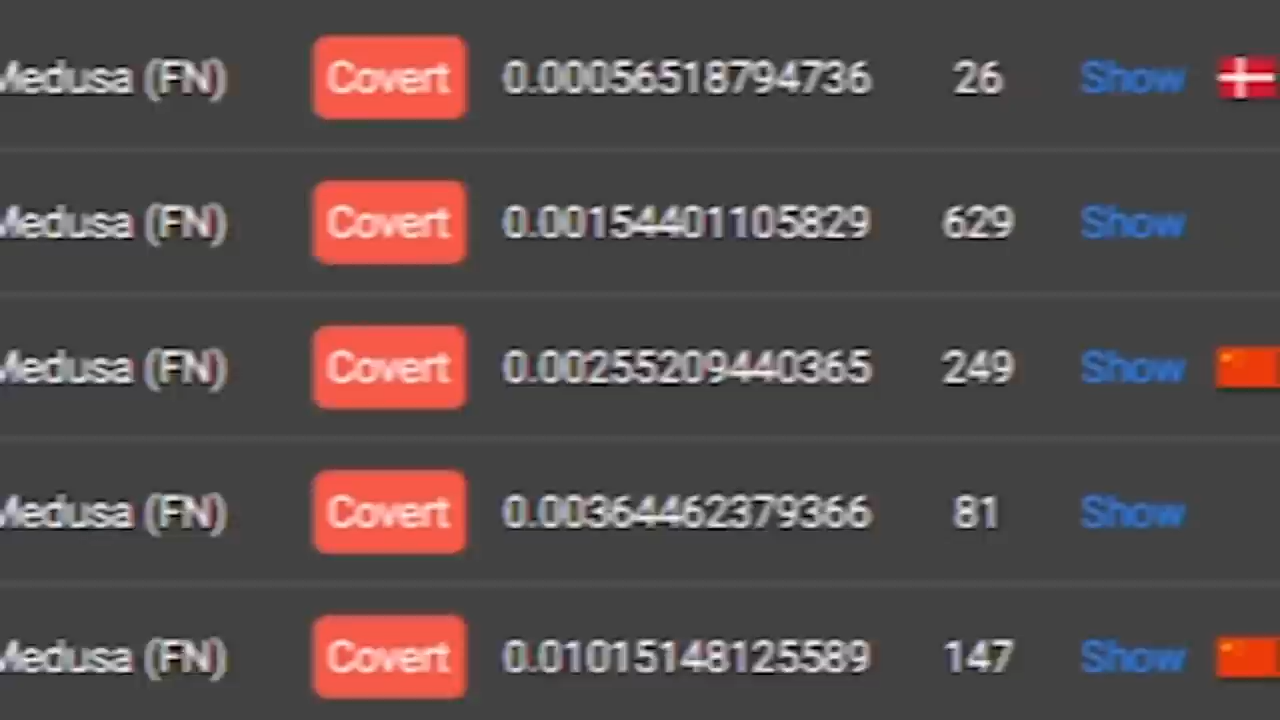 Medusa (FN) Covert 0.00056518794736 26 Show
Medusa (FN) Covert 0.00154401105829 629 Show
Medusa (FN) Covert 0.00255209440365 249 Show
Medusa (FN) Covert 0.00364462379366 81 Show
Medusa (FN) Covert 0.01015148125589 147 Show